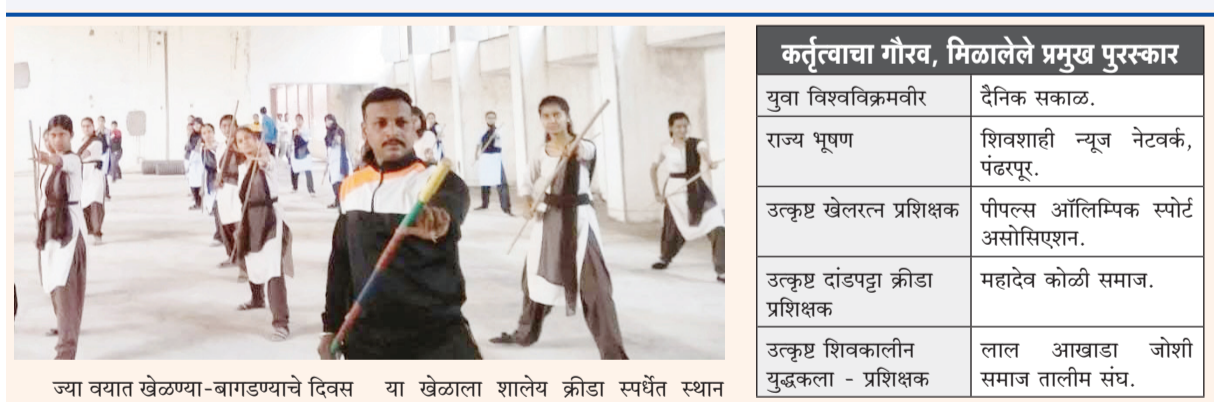 कर्तृत्वाचा गौरव, मिळालेले प्रमुख पुरस्कार
युवा विश्वविक्रमवीर दैनिक सकाळ.
राज्य भूषण शिवशाही न्यूज नेटवर्क,
पंढरपूर.
उत्कृष्ट खेलरत्न प्रशिक्षक पीपल्स ऑलिम्पिक स्पोर्ट
असोसिएशन.
उत्कृष्ट दांडपट्टा क्रीडा महादेव कोळी समाज.
प्रशिक्षक
उत्कृष्ट शिवकालीन लाल आखाडा जोशी
युद्धकला - प्रशिक्षक समाज तालीम संघ.
ज्या वयात खेळण्या-बागडण्याचे दिवस
या खेळाला शालेय क्रीडा स्पर्धेत स्थान